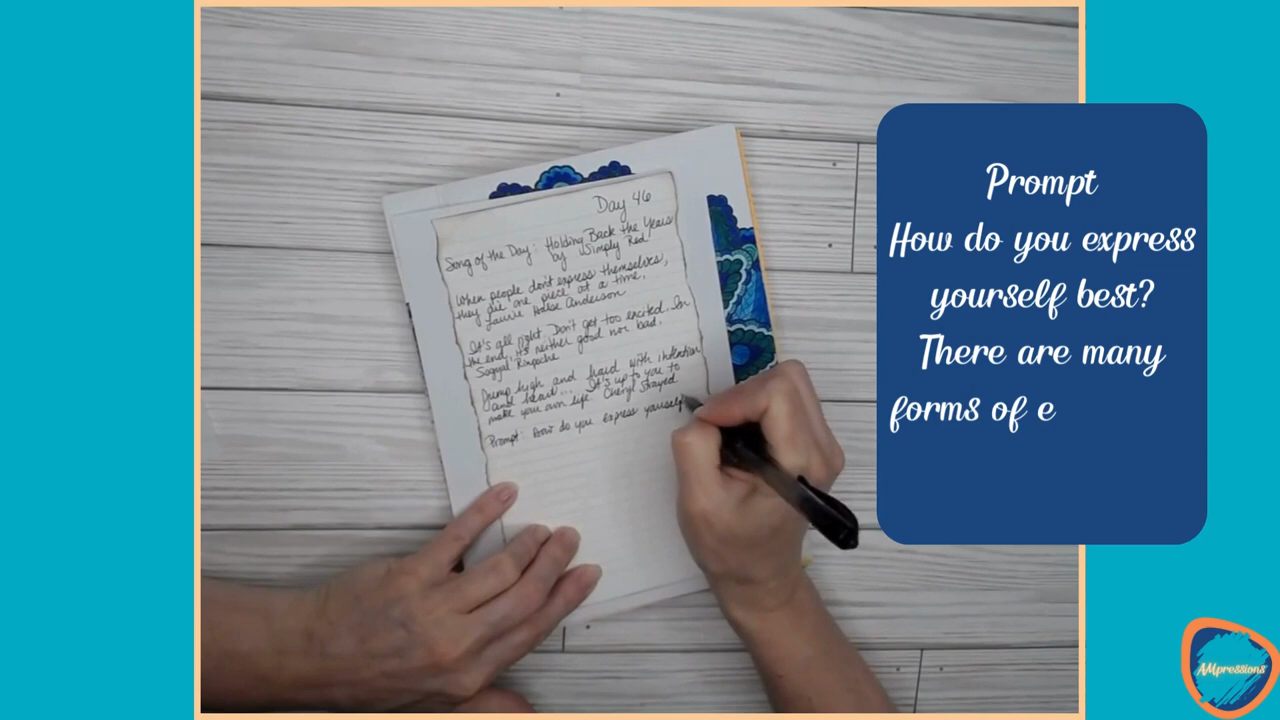 Day 46
Song of the Day: Holding Back the Years
by Simply Red
When people don't express themselves,
they die one piece at a time.
Laurie Halse Anderson
It's all right. Don't get too excited. In
the end, it's neither good nor bad.
Sogyal Rinpoche
Jump high and hard with intention
and heart... It's up to you to
make your own life. Cheryl Strayed
Prompt: How do you express yourself
Prompt
How do you express
yourself best?
There are many
forms of e
AMpressions